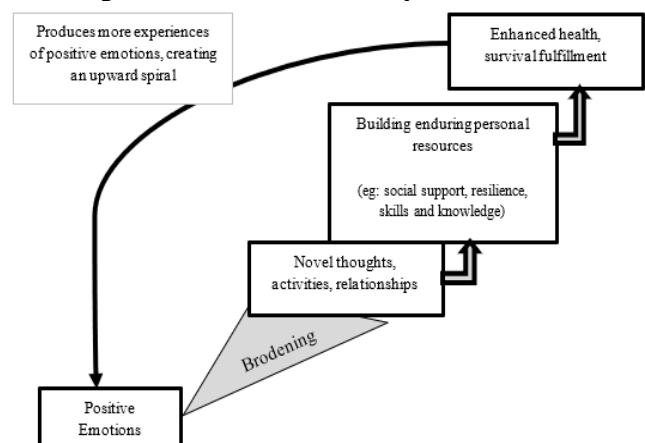 Produces more experiences
of positive emotions, creating
an upward spiral
Enhanced health,
survival fulfillment
Building enduring personal
resources
(eg: social support, resilience,
skills and knowledge)
Novel thoughts,
activities, relationships
Brodening
Positive
Emotions